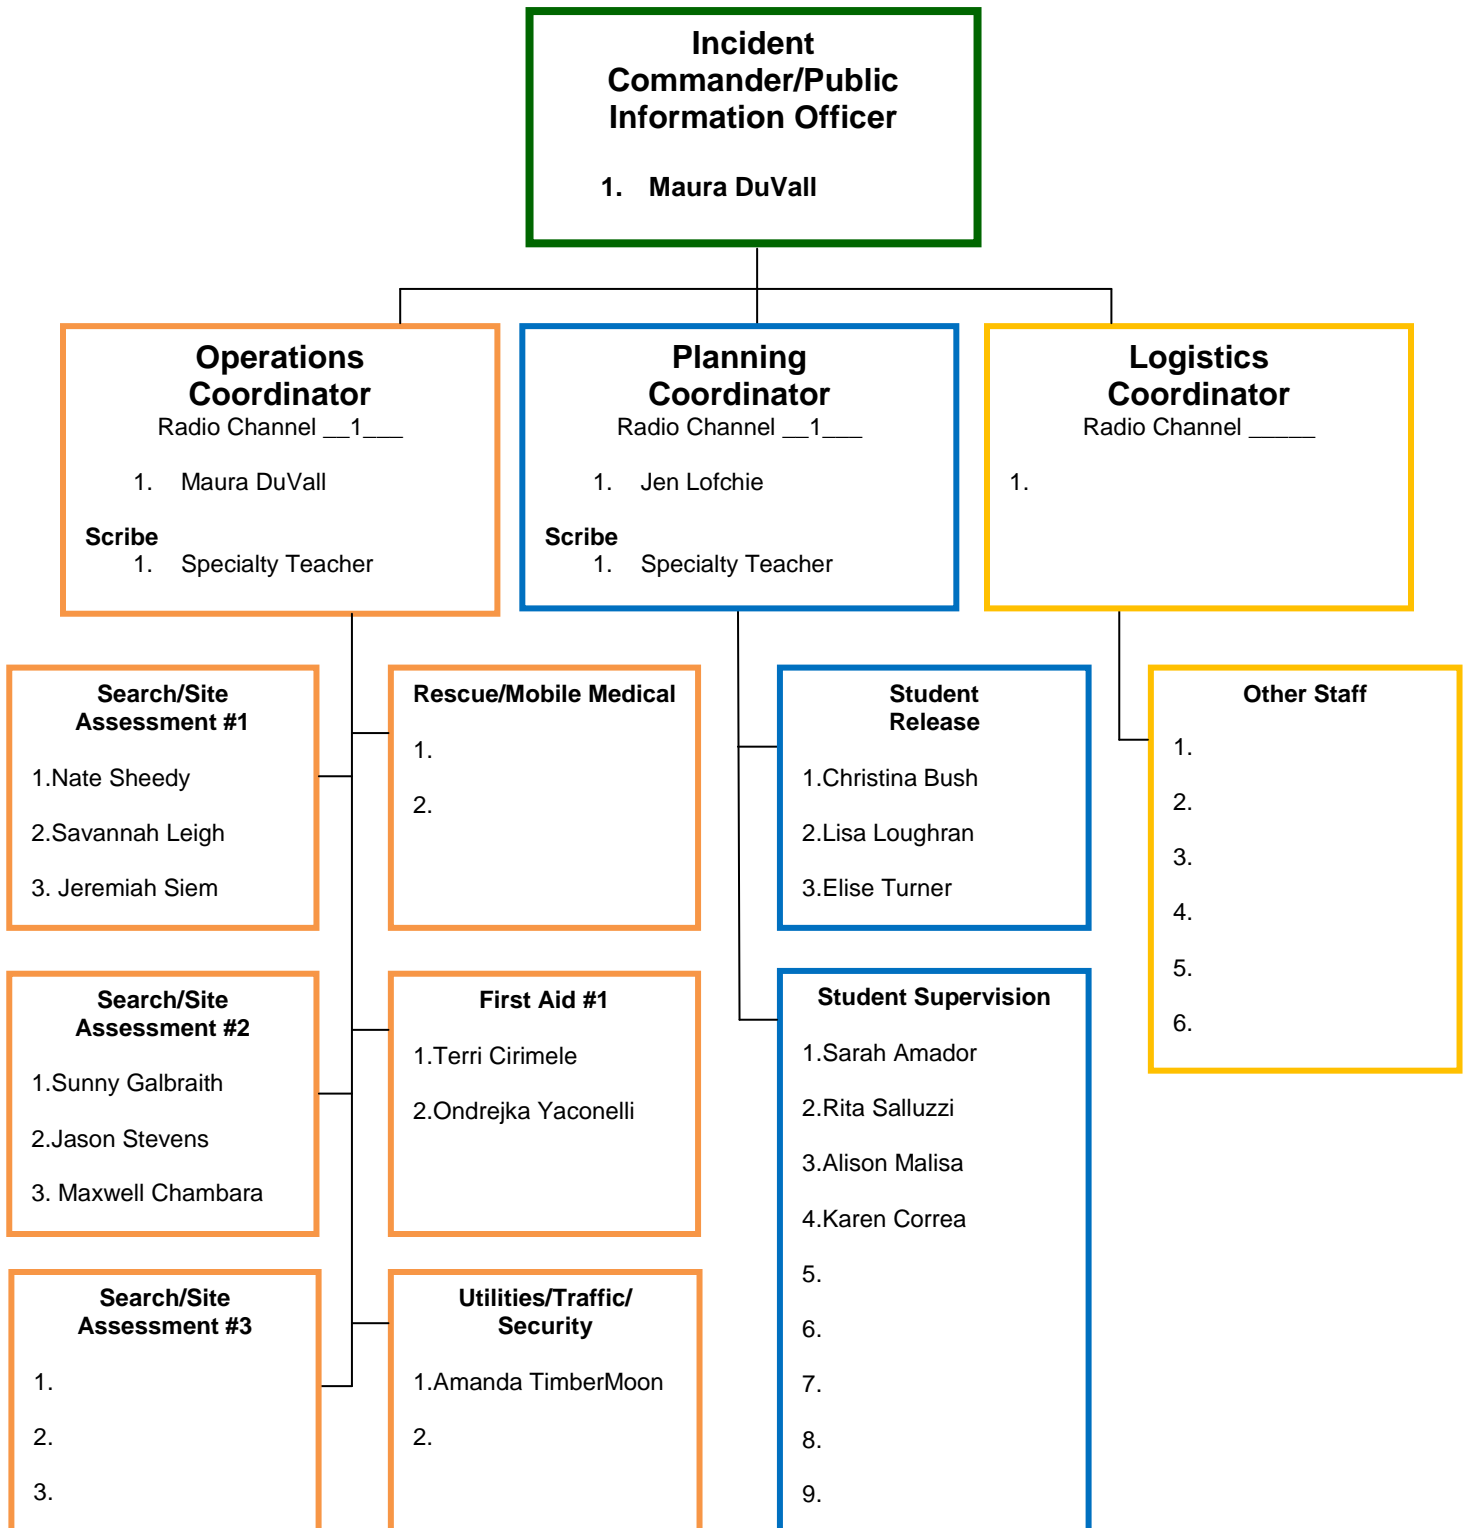 Incident
Commander/Public
Information Officer
1. Maura DuVall
Operations
Coordinator
Radio Channel __1___
1. Maura DuVall
Scribe
1. Specialty Teacher
Planning
Coordinator
Radio Channel __1___
1. Jen Lofchie
Scribe
1. Specialty Teacher
Logistics
Coordinator
Radio Channel _____
1.
Search/Site
Assessment #1
1.Nate Sheedy
2.Savannah Leigh
3. Jeremiah Siem
Rescue/Mobile Medical
1.
2.
Student
Release
1.Christina Bush
2.Lisa Loughran
3.Elise Turner
Other Staff
1.
2.
3.
4.
5.
6.
Search/Site
Assessment #2
1.Sunny Galbraith
2.Jason Stevens
3. Maxwell Chambara
First Aid #1
1.Terri Cirimele
2.Ondrejka Yaconelli
Student Supervision
1.Sarah Amador
2.Rita Salluzzi
3.Alison Malisa
4.Karen Correa
5.
6.
7.
8.
9.
Search/Site
Assessment #3
1.
2.
3.
Utilities/Traffic/
Security
1.Amanda TimberMoon
2.